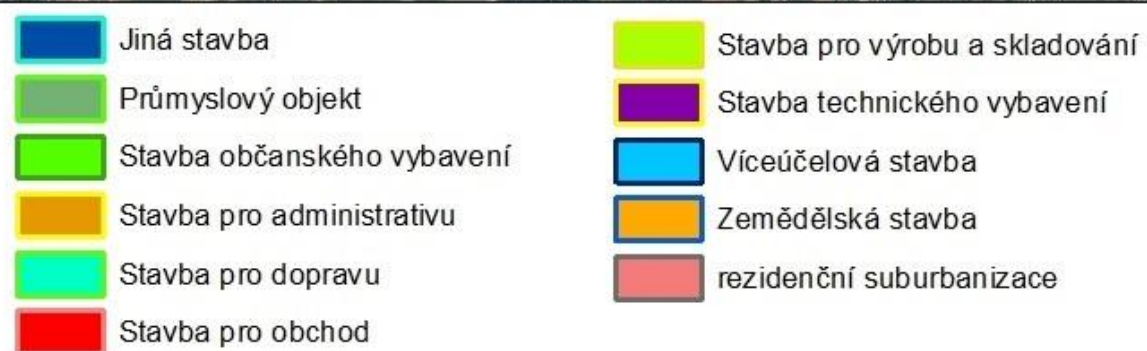 Jiná stavba
Průmyslový objekt
Stavba občanského vybavení
Stavba pro administrativu
Stavba pro dopravu
Stavba pro obchod
Stavba pro výrobu a skladování
Stavba technického vybavení
Víceúčelová stavba
Zemědělská stavba
rezidenční suburbanizace